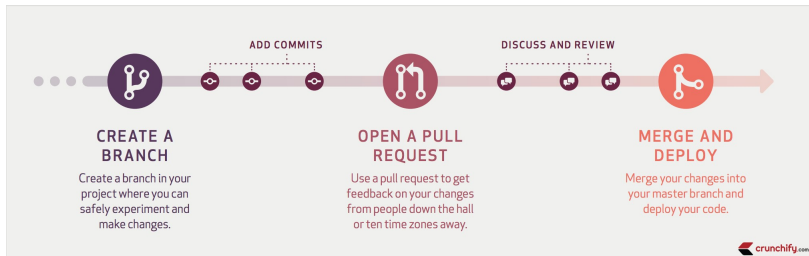 ADD COMMITS
DISCUSS AND REVIEW
CREATE A
BRANCH
Create a branch in your
project where you can
safely experiment and
make changes.
OPEN A PULL
REQUEST
Use a pull request to get
feedback on your changes
from people down the hall
or ten time zones away.
MERGE AND
DEPLOY
Merge your changes into
your master branch and
deploy your code.
crunchify.com